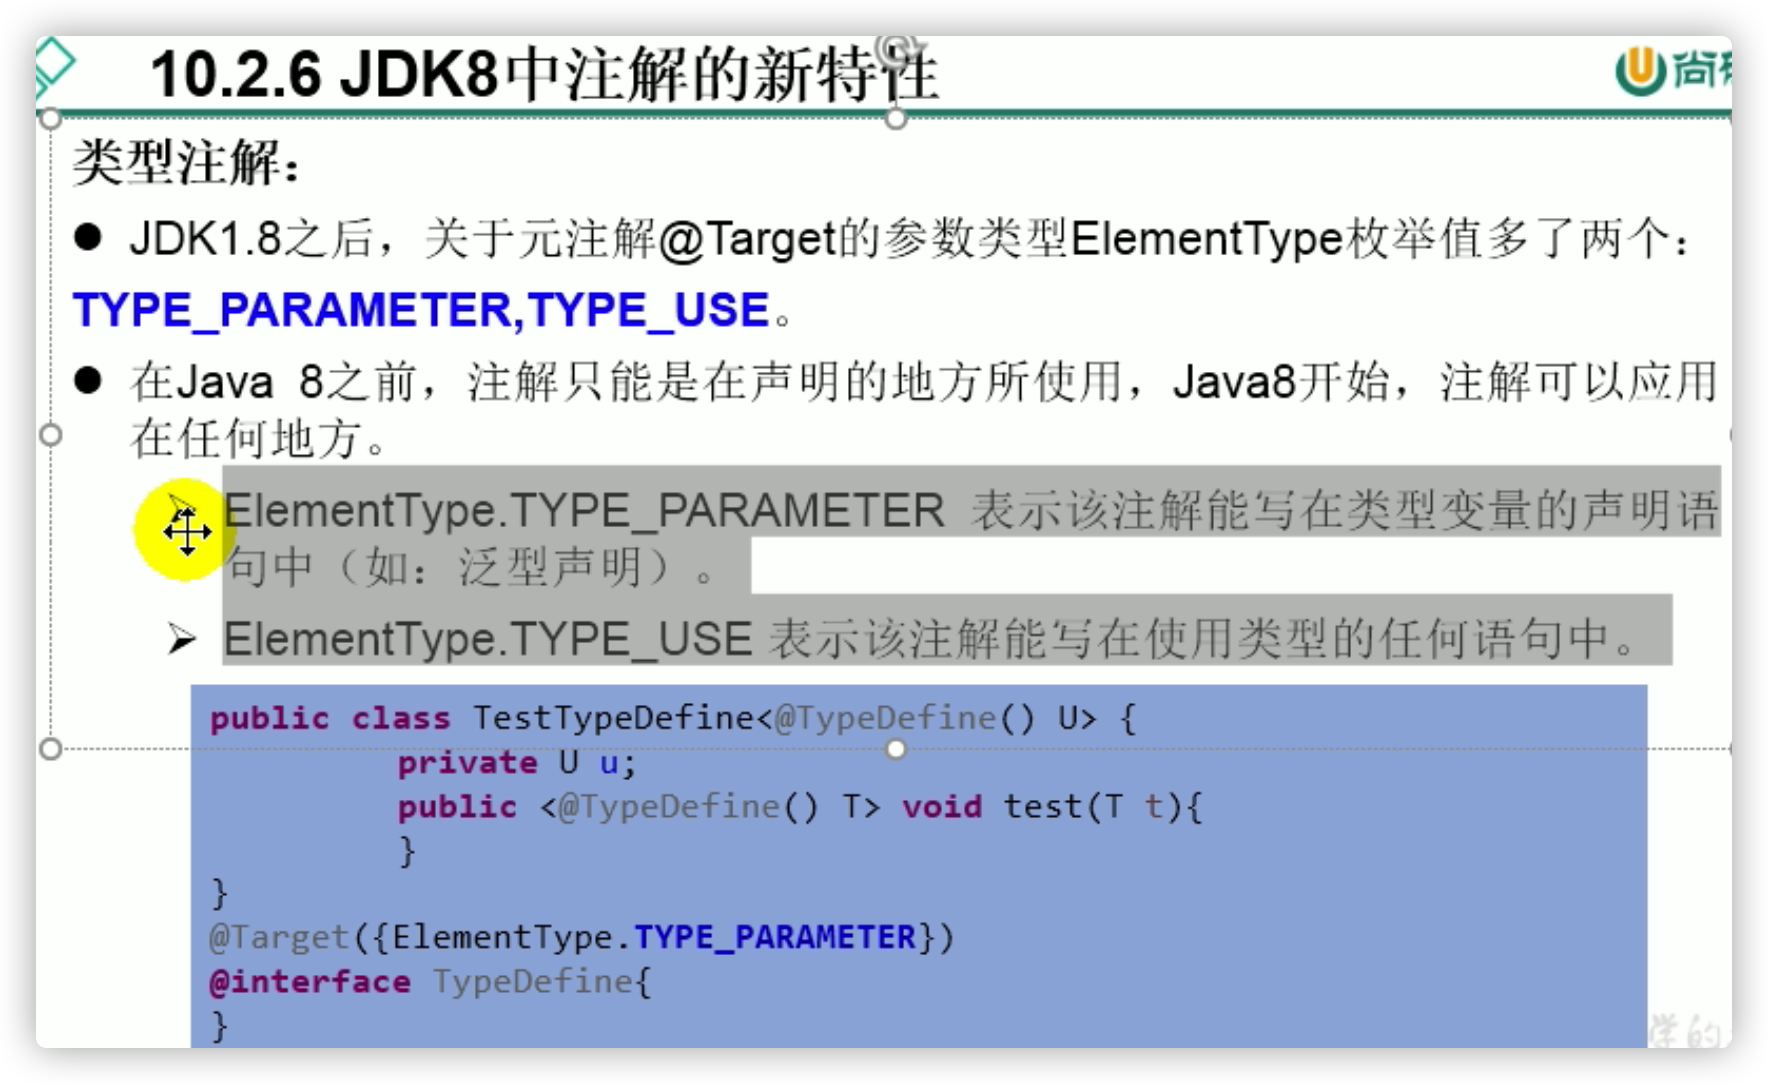 10.2.6 JDK8中注解的新特性
尚
类型注解：
● JDK1.8之后，关于元注解@Target的参数类型ElementType枚举值多了两个：
TYPE_PARAMETER,TYPE_USE。
● 在Java 8之前，注解只能是在声明的地方所使用，Java8开始，注解可以应用
在任何地方。
➢ ElementType.TYPE_PARAMETER 表示该注解能写在类型变量的声明语
句中（如：泛型声明）。
➢ ElementType.TYPE_USE 表示该注解能写在使用类型的任何语句中。
public class TestTypeDefine<@TypeDefine() U> {
private U u;
public <@TypeDefine() T> void test(T t){
}
}
@Target({ElementType.TYPE_PARAMETER})
@interface TypeDefine{
}
学的